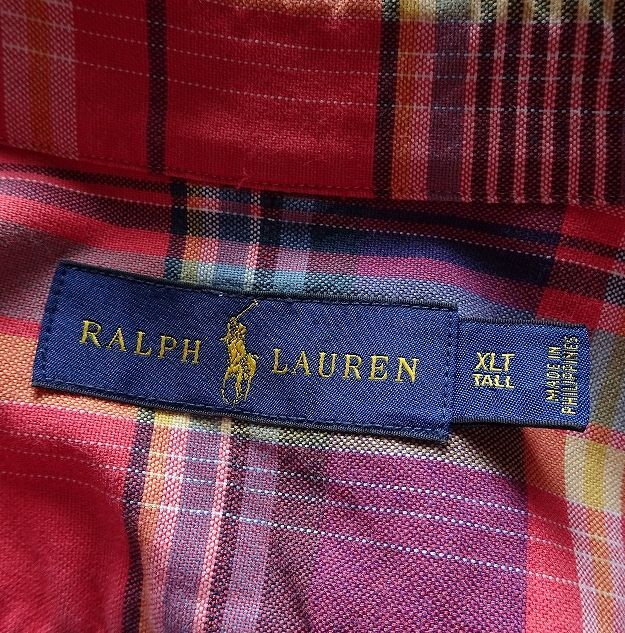 RALPH LAUREN
XLT
TALL
MADE IN
PHILIPPINES